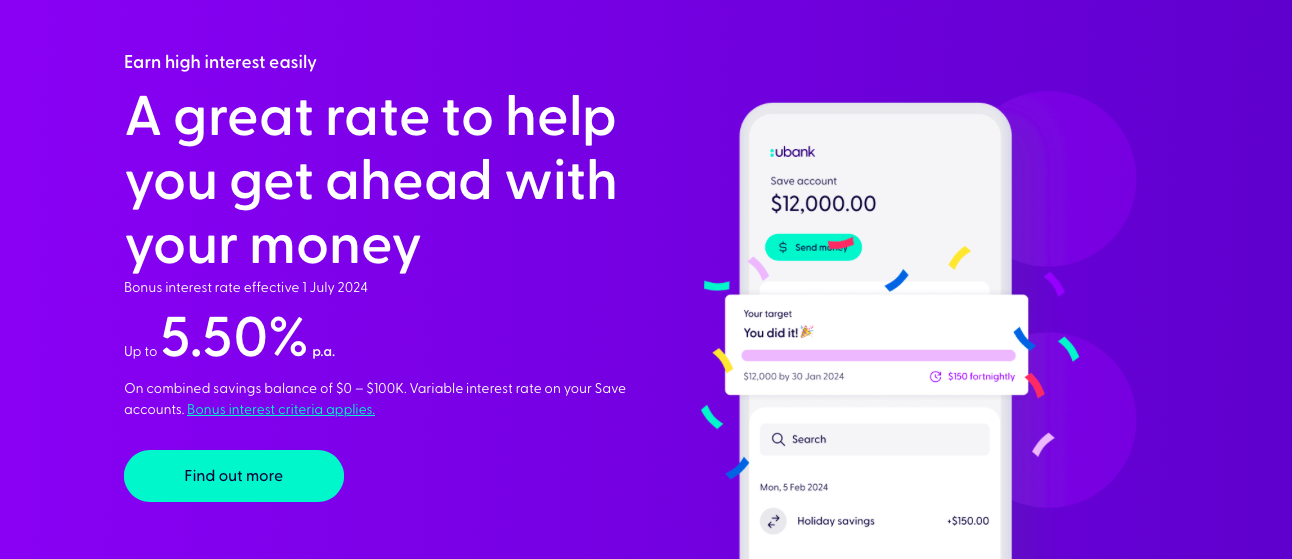 Earn high interest easily
A great rate to help
you get ahead with
your money
Bonus interest rate effective 1 July 2024
Up to 5.50% p.a.
On combined savings balance of $0 – $100K. Variable interest rate on your Save
accounts. Bonus interest criteria applies.
Find out more
:ubank
Save account
$12,000.00
$ Send money
Your target
You did it!🎉
$12,000 by 30 Jan 2024 $150 fortnightly
Search
Mon, 5 Feb 2024
Holiday savings +$150.00